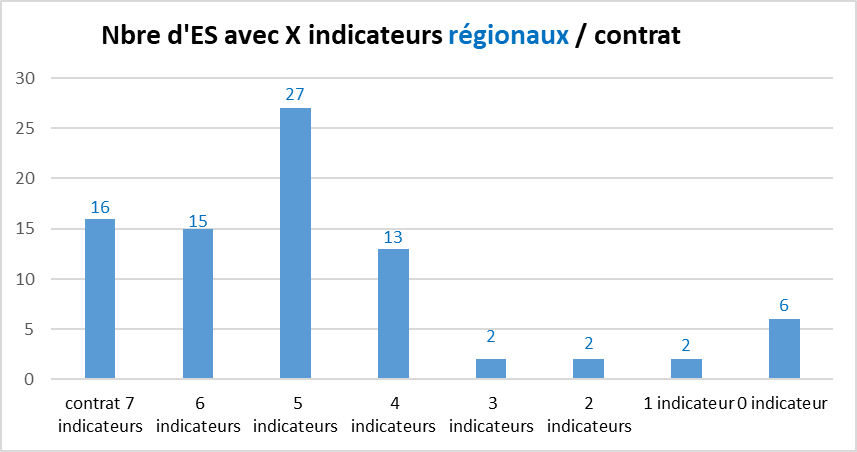 Nbre d'ES avec X indicateurs régionaux / contrat
30
25
20
15
10
5
0
16
15
27
13
2
2
2
6
contrat 7 indicateurs
6 indicateurs
5 indicateurs
4 indicateurs
3 indicateurs
2 indicateurs
1 indicateur
0 indicateur